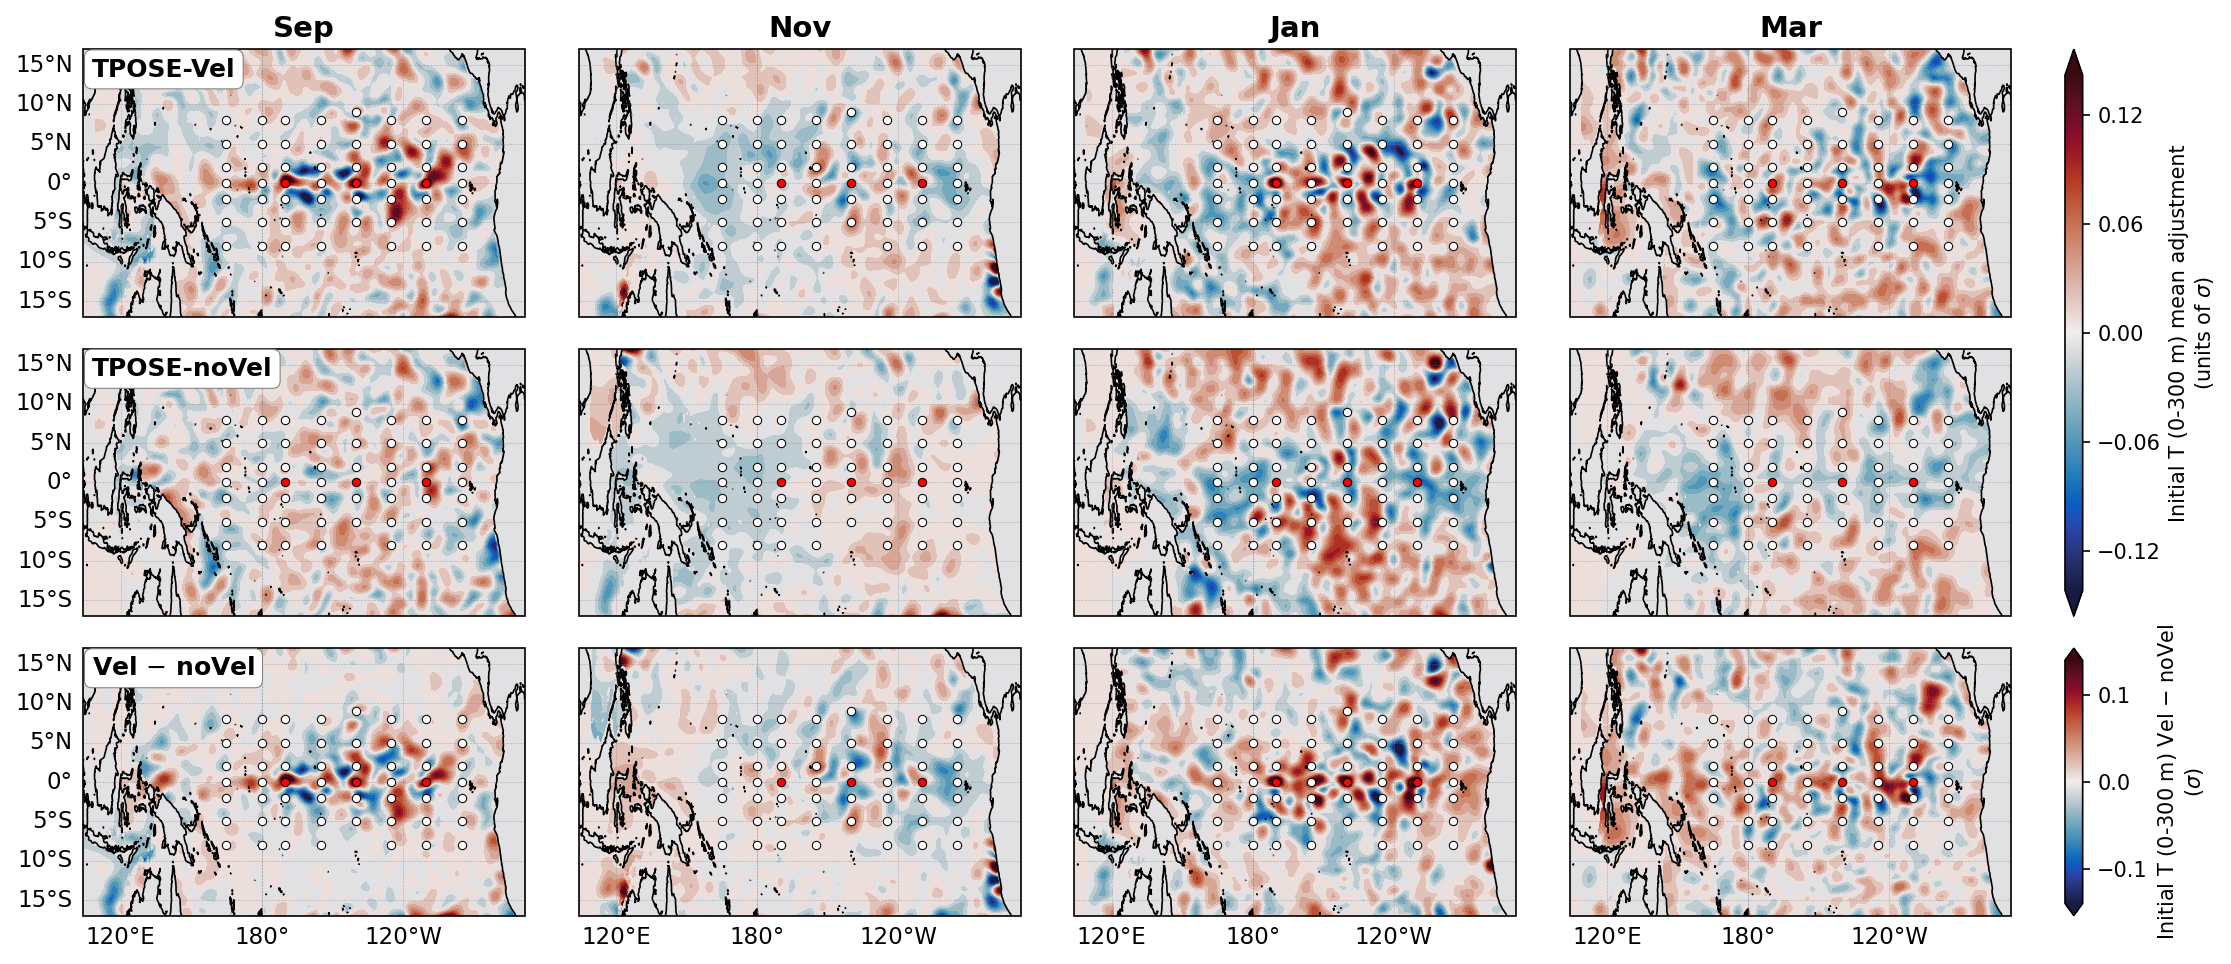 Sep Nov Jan Mar
TPOSE-Vel
15°N
10°N
5°N
0°
5°S
10°S
15°S
TPOSE-noVel
15°N
10°N
5°N
0°
5°S
10°S
15°S
0.12
0.06
0.00
−0.06
−0.12
Initial T (0-300 m) mean adjustment
(units of σ)
Vel − noVel
15°N
10°N
5°N
0°
5°S
10°S
15°S
120°E 180° 120°W 120°E 180° 120°W 120°E 180° 120°W 120°E 180° 120°W
0.1
0.0
−0.1
Initial T (0-300 m) Vel − noVel
(σ)